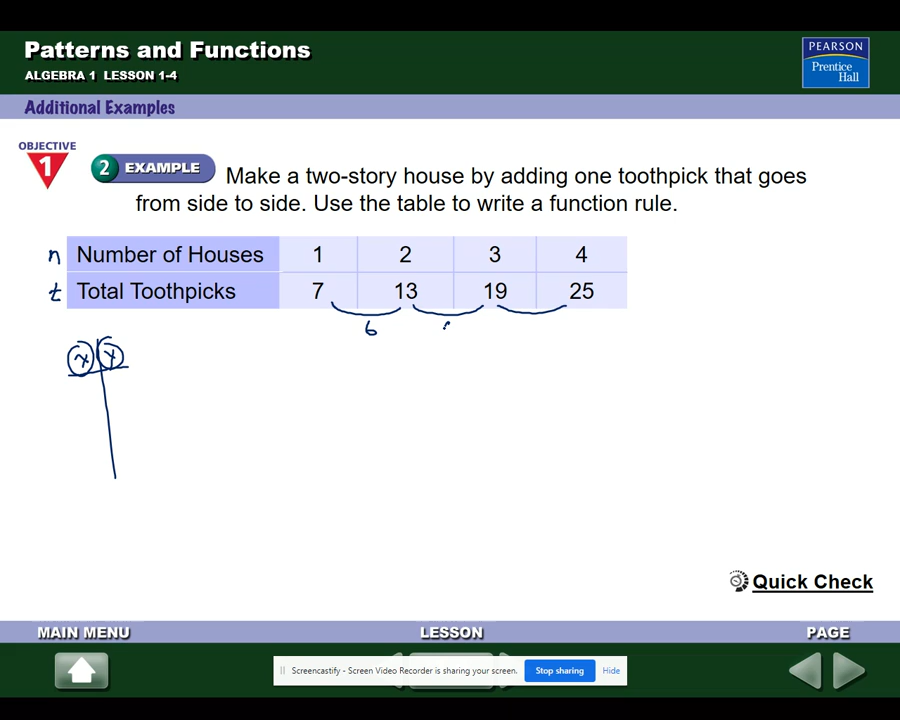 Patterns and Functions
ALGEBRA 1 LESSON 1-4
PEARSON
Prentice
Hall
Additional Examples
OBJECTIVE
1
2 EXAMPLE Make a two-story house by adding one toothpick that goes
from side to side. Use the table to write a function rule.
n Number of Houses 1 2 3 4
t Total Toothpicks 7 13 19 25
6
x y
Quick Check
MAIN MENU LESSON PAGE
Screencastify - Screen Video Recorder is sharing your screen. Stop sharing Hide